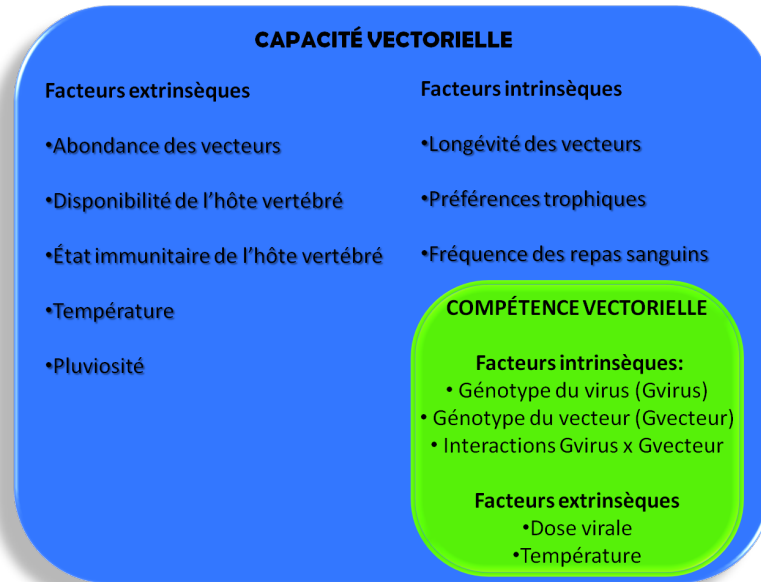 CAPACITÉ VECTORIELLE
Facteurs extrinsèques
•Abondance des vecteurs
•Disponibilité de l'hôte vertébré
•État immunitaire de l'hôte vertébré
•Température
•Pluviosité
Facteurs intrinsèques
•Longévité des vecteurs
•Préférences trophiques
•Fréquence des repas sanguins
COMPÉTENCE VECTORIELLE
Facteurs intrinsèques:
• Génotype du virus (Gvirus)
• Génotype du vecteur (Gvecteur)
• Interactions Gvirus x Gvecteur
Facteurs extrinsèques
•Dose virale
•Température